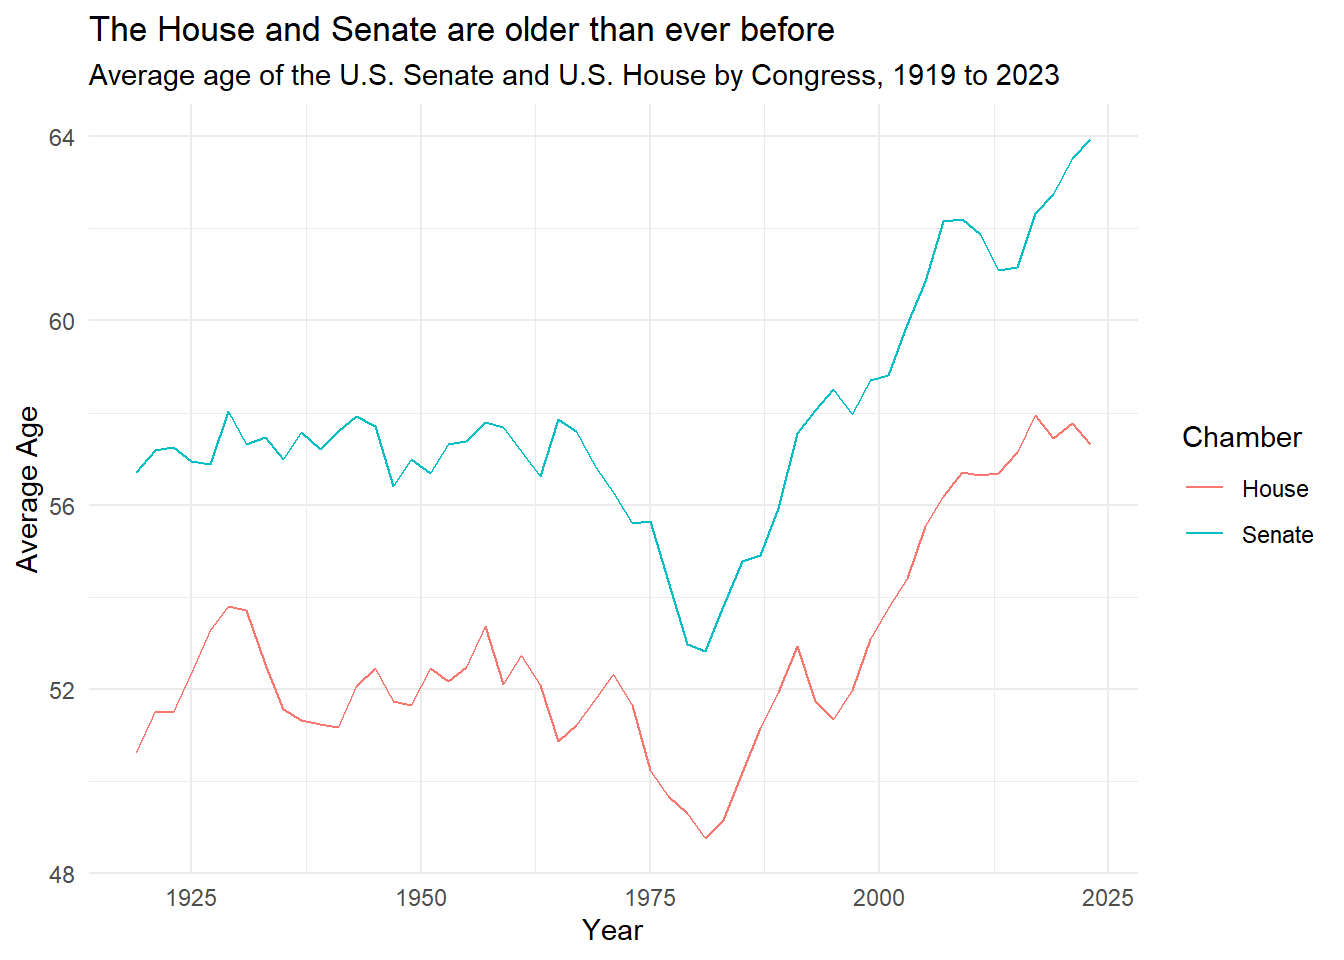 The House and Senate are older than ever before
Average age of the U.S. Senate and U.S. House by Congress, 1919 to 2023
64
60
56
52
48
Average Age
1925
1950
1975
2000
2025
Year
Chamber
House
Senate